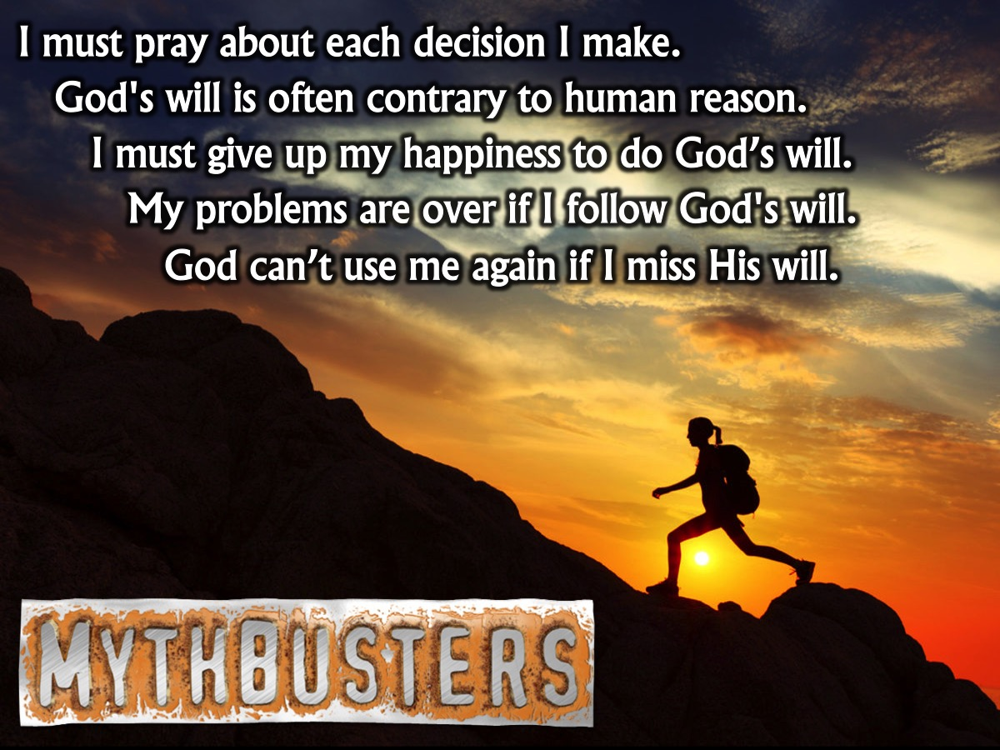 I must pray about each decision I make.
God's will is often contrary to human reason.
I must give up my happiness to do God’s will.
My problems are over if I follow God's will.
God can’t use me again if I miss His will.
MYTHBUSTERS